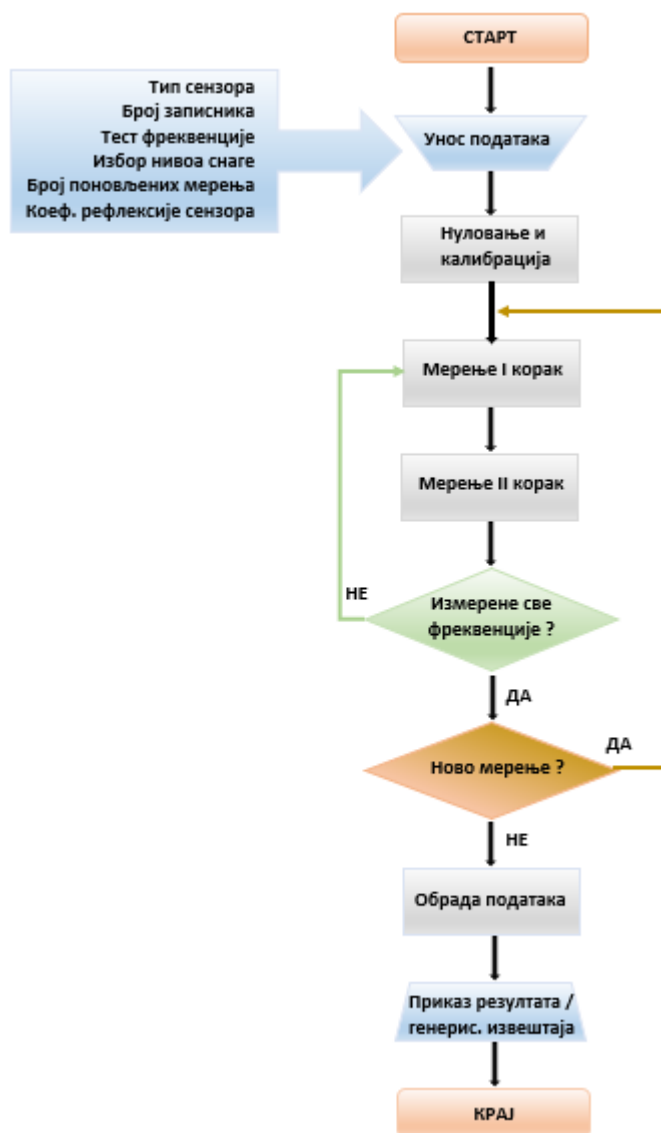 СТАРТ
Тип сензора
Број записника
Тест фреквенције
Избор нивоа снаге
Број поновљених мерења
Коеф. рефлексије сензора
Унос података
Нуловање и
калибрација
Мерење I корак
Мерење II корак
НЕ
Измерене све
фреквенције ?
ДА
Ново мерење ?
ДА
НЕ
Обрада података
Приказ резултата /
генерис. извештаја
КРАЈ